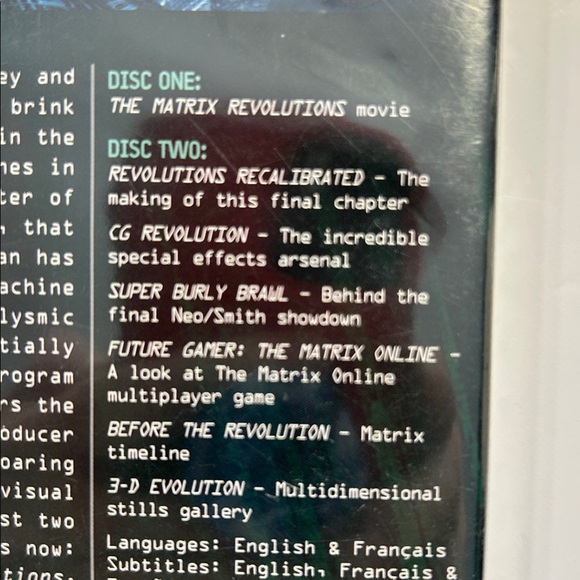 ey and
brink
in the
nes in
ter of
, that
an has
achine
lysmic
tially
rogram
rs the
oducer
oaring
visual
st two
s now:
tions.
DISC ONE:
THE MATRIX REVOLUTIONS movie
DISC TWO:
REVOLUTIONS RECALIBRATED – The
making of this final chapter
CG REVOLUTION – The incredible
special effects arsenal
SUPER BURLY BRAWL – Behind the
final Neo/Smith showdown
FUTURE GAMER: THE MATRIX ONLINE –
A look at The Matrix Online
multiplayer game
BEFORE THE REVOLUTION – Matrix
timeline
3-D EVOLUTION – Multidimensional
stills gallery
Languages: English & Français
Subtitles: English, Français &